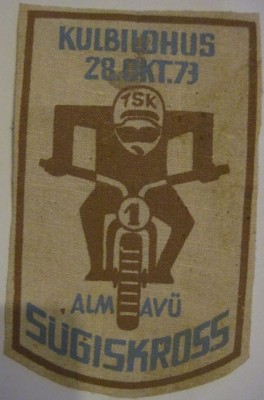 KULBILOHUS
28.OKT.73
TSK
1
ALM AVÜ
SÜGISKROSS